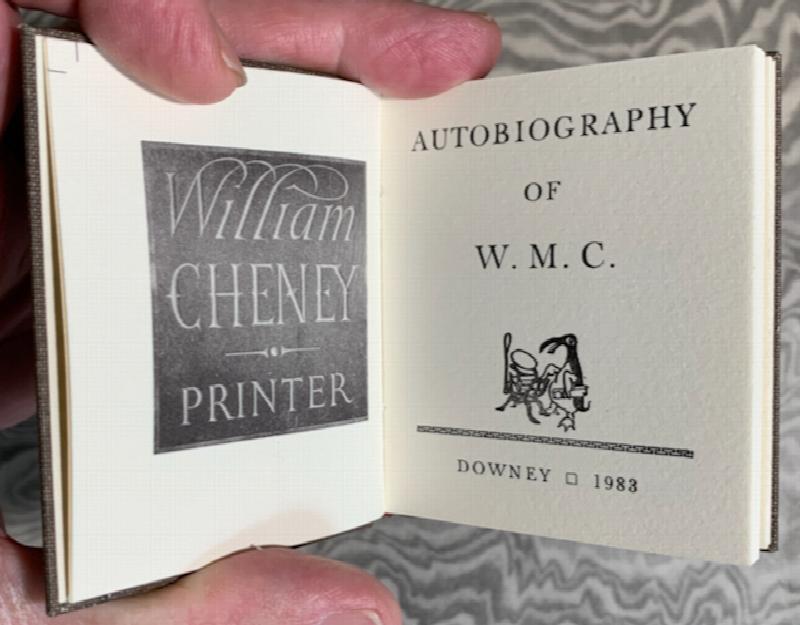 William
CHENEY
PRINTER
AUTOBIOGRAPHY
OF
W. M. C.
DOWNEY □ 1983